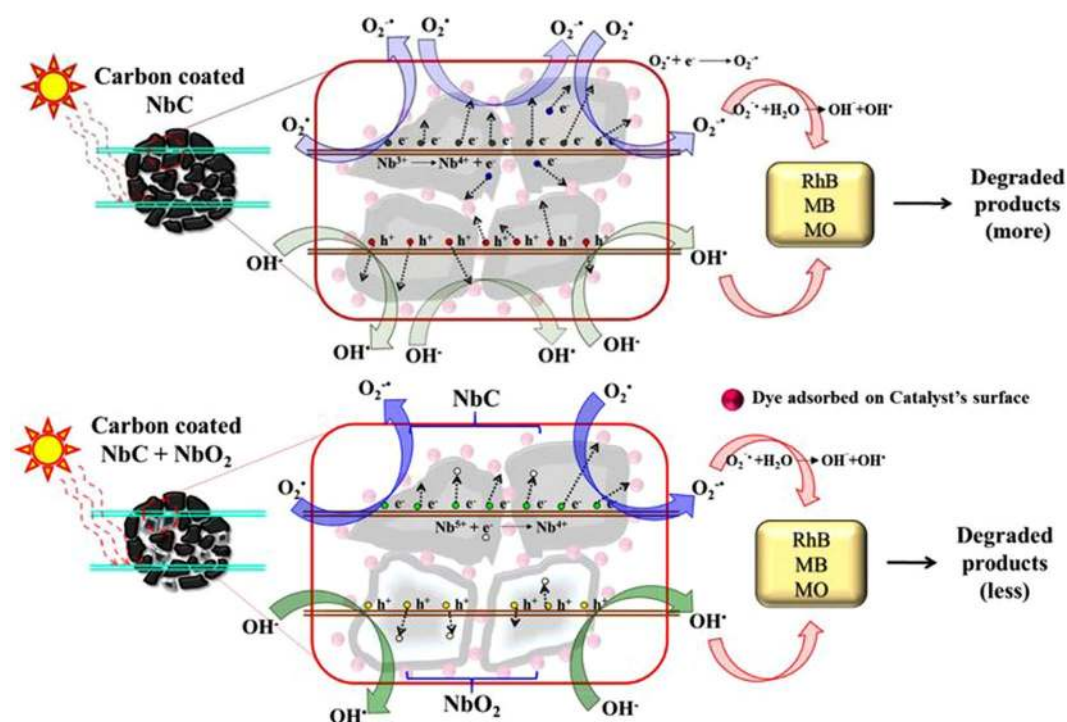 O₂⁻• O₂• O₂⁻• O₂•
O₂•+ e⁻ → O₂⁻•
Carbon coated
NbC
O₂⁻•+H₂O → OH⁻+OH•
O₂• e⁻ O₂⁻•
e⁻ e⁻ e⁻ e⁻ e⁻ e⁻ e⁻
Nb³⁺ → Nb⁴⁺ + e⁻ e⁻
RhB
MB
MO
Degraded
products
(more)
h⁺ h⁺ h⁺ h⁺ h⁺ h⁺ h⁺
OH• OH•
OH• OH⁻ OH• OH⁻
O₂⁻• NbC O₂•
Dye adsorbed on Catalyst's surface
Carbon coated
NbC + NbO₂
O₂⁻•+H₂O → OH⁻+OH•
O₂• O₂⁻•
e⁻ e⁻ e⁻ e⁻ e⁻ e⁻ e⁻
Nb⁵⁺ + e⁻ → Nb⁴⁺
RhB
MB
MO
Degraded
products
(less)
h⁺ h⁺ h⁺ h⁺ h⁺ h⁺
OH⁻ OH•
OH• NbO₂ OH⁻